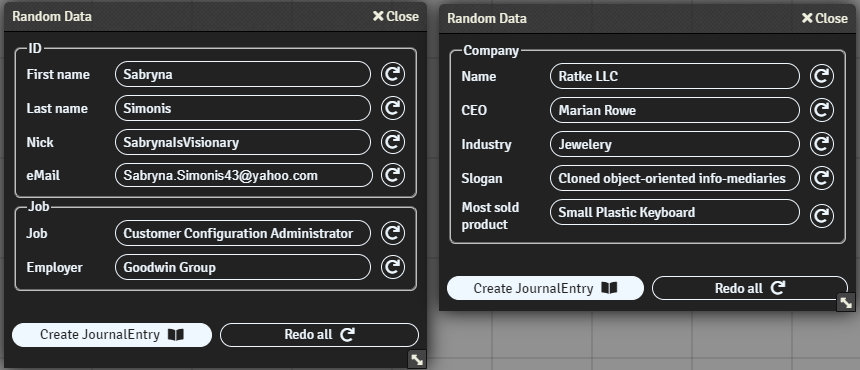 Random Data
Close
ID
First name Sabryna
Last name Simonis
Nick SabrynaIsVisionary
eMail Sabryna.Simonis43@yahoo.com
Job
Job Customer Configuration Administrator
Employer Goodwin Group
Create JournalEntry
Redo all
Random Data
Close
Company
Name Ratke LLC
CEO Marian Rowe
Industry Jewelery
Slogan Cloned object-oriented info-mediaries
Most sold
product
Small Plastic Keyboard
Create JournalEntry
Redo all